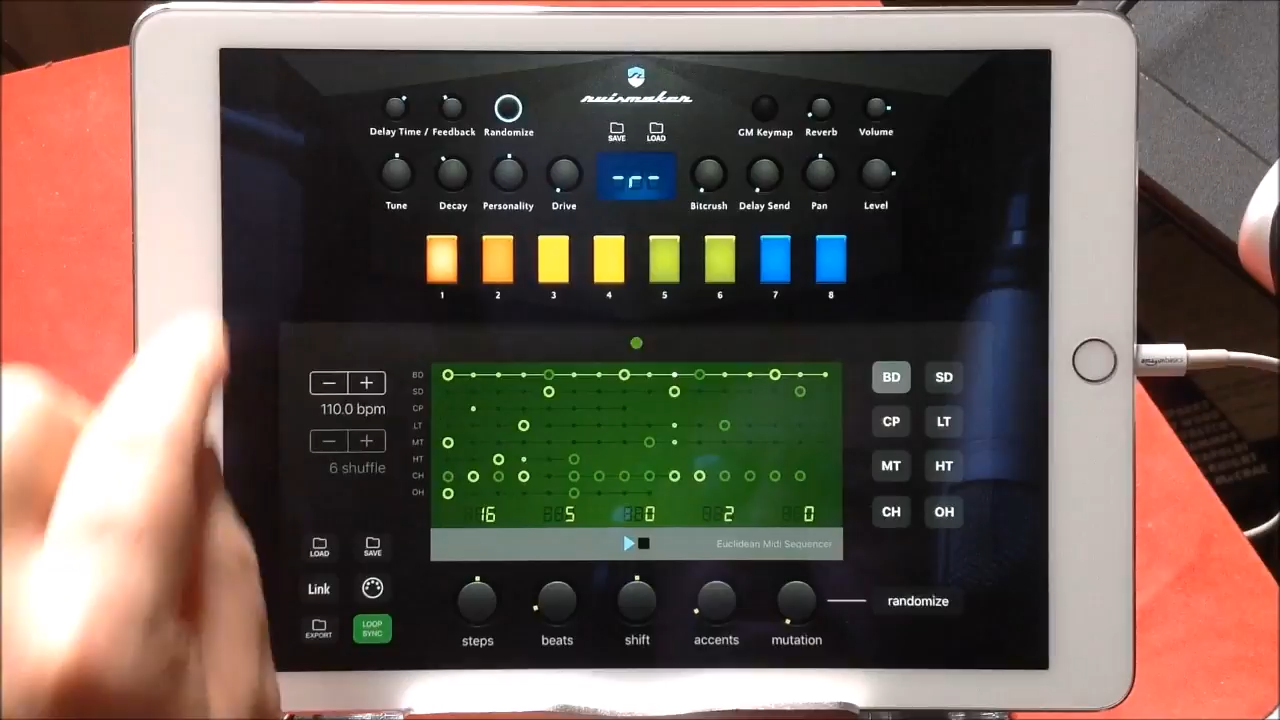 ruismaker
Delay Time / Feedback Randomize
SAVE LOAD
GM Keymap Reverb Volume
Tune Decay Personality Drive
-r-
Bitcrush Delay Send Pan Level
1 2 3 4 5 6 7 8
− +
110.0 bpm
− +
6 shuffle
BD
SD
CP
LT
MT
HT
CH
OH
16 5 0 2 0
Euclidean Midi Sequencer
BD SD
CP LT
MT HT
CH OH
LOAD SAVE
Link
EXPORT
LOOP
SYNC
steps beats shift accents mutation
randomize
amazonbasics